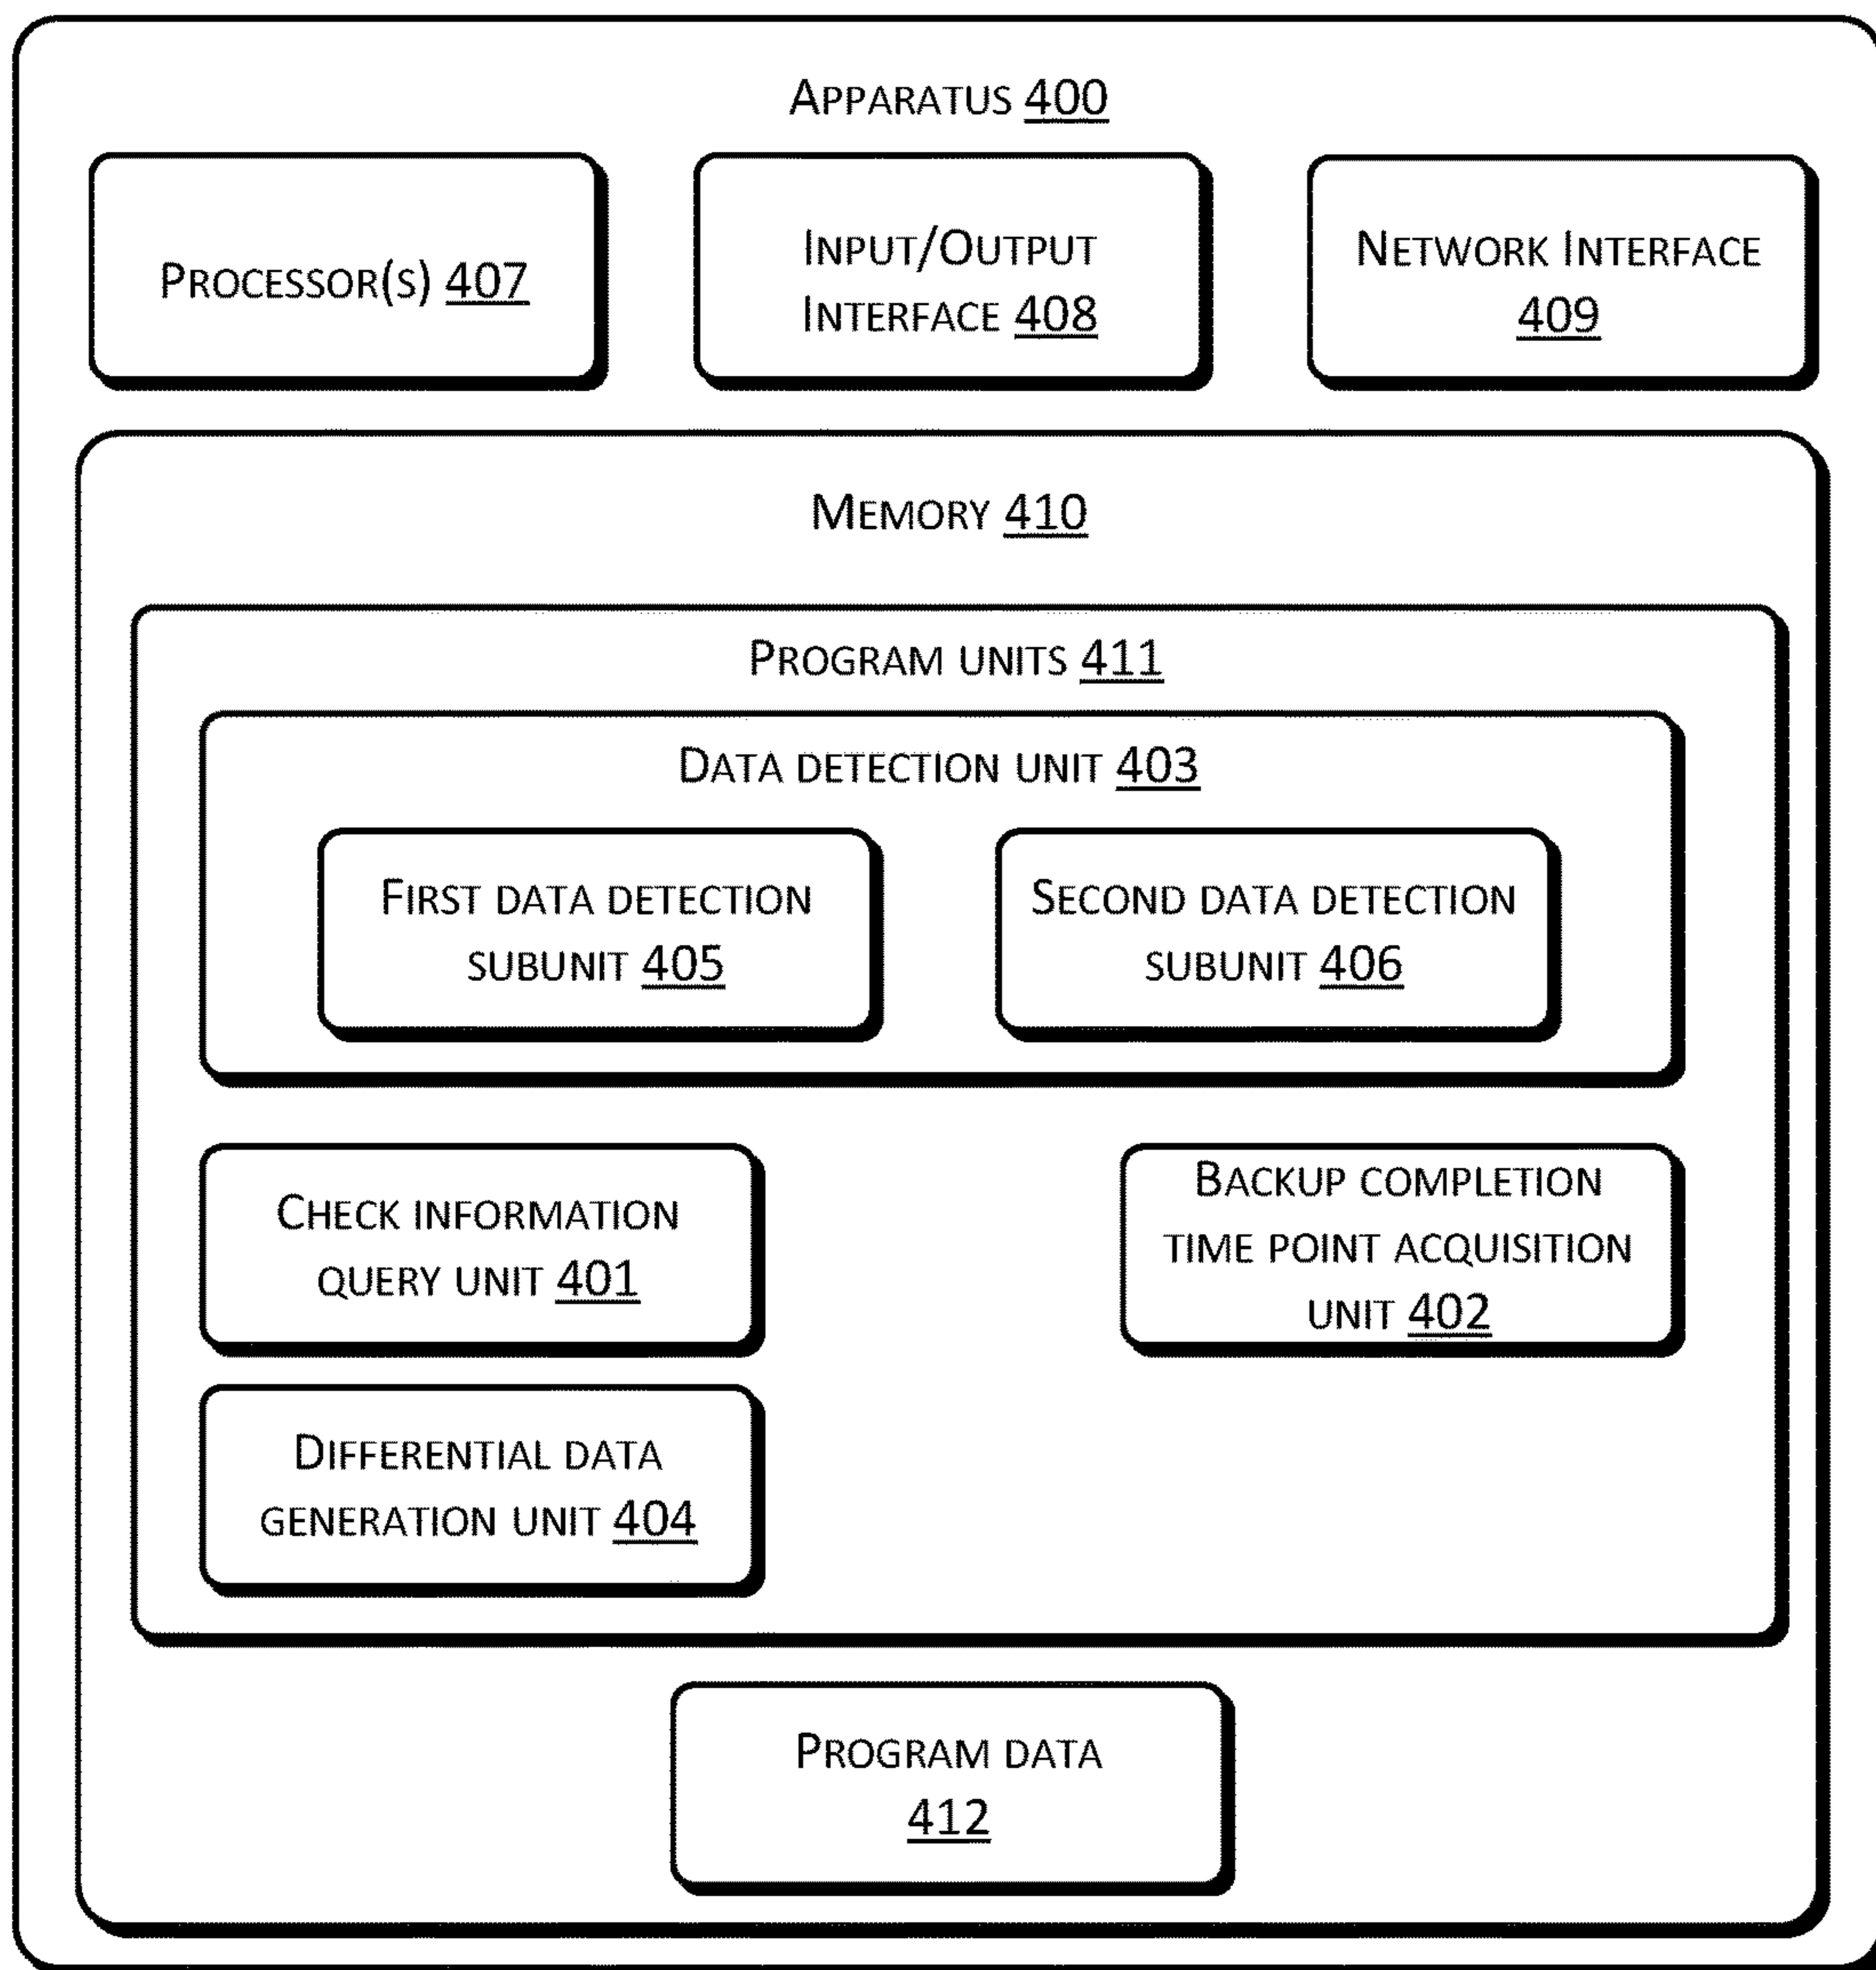 APPARATUS 400
PROCESSOR(S) 407
INPUT/OUTPUT
INTERFACE 408
NETWORK INTERFACE
409
MEMORY 410
PROGRAM UNITS 411
DATA DETECTION UNIT 403
FIRST DATA DETECTION
SUBUNIT 405
SECOND DATA DETECTION
SUBUNIT 406
CHECK INFORMATION
QUERY UNIT 401
BACKUP COMPLETION
TIME POINT ACQUISITION
UNIT 402
DIFFERENTIAL DATA
GENERATION UNIT 404
PROGRAM DATA
412